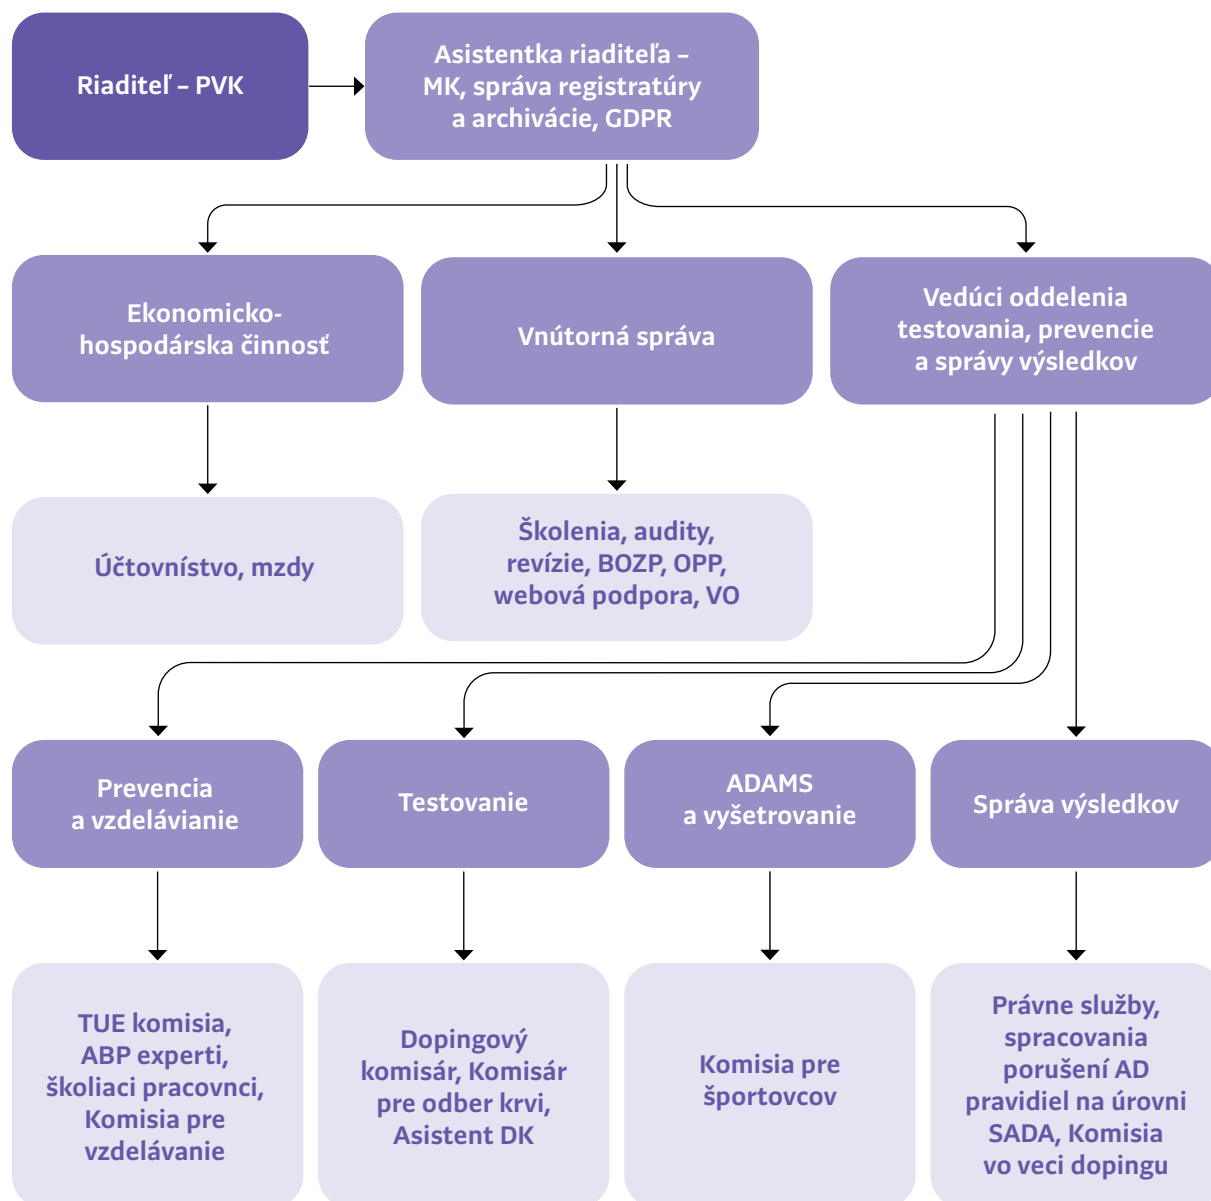 Riaditeľ – PVK
Asistentka riaditeľa –
MK, správa registratúry
a archivácie, GDPR
Ekonomicko-
hospodárska činnosť
Vnútorná správa
Vedúci oddelenia
testovania, prevencie
a správy výsledkov
Účtovníctvo, mzdy
Školenia, audity,
revízie, BOZP, OPP,
webová podpora, VO
Prevencia
a vzdelávianie
Testovanie
ADAMS
a vyšetrovanie
Správa výsledkov
TUE komisia,
ABP experti,
školiaci pracovnci,
Komisia pre
vzdelávanie
Dopingový
komisár, Komisár
pre odber krvi,
Asistent DK
Komisia pre
športovcov
Právne služby,
spracovania
porušení AD
pravidiel na úrovni
SADA, Komisia
vo veci dopingu